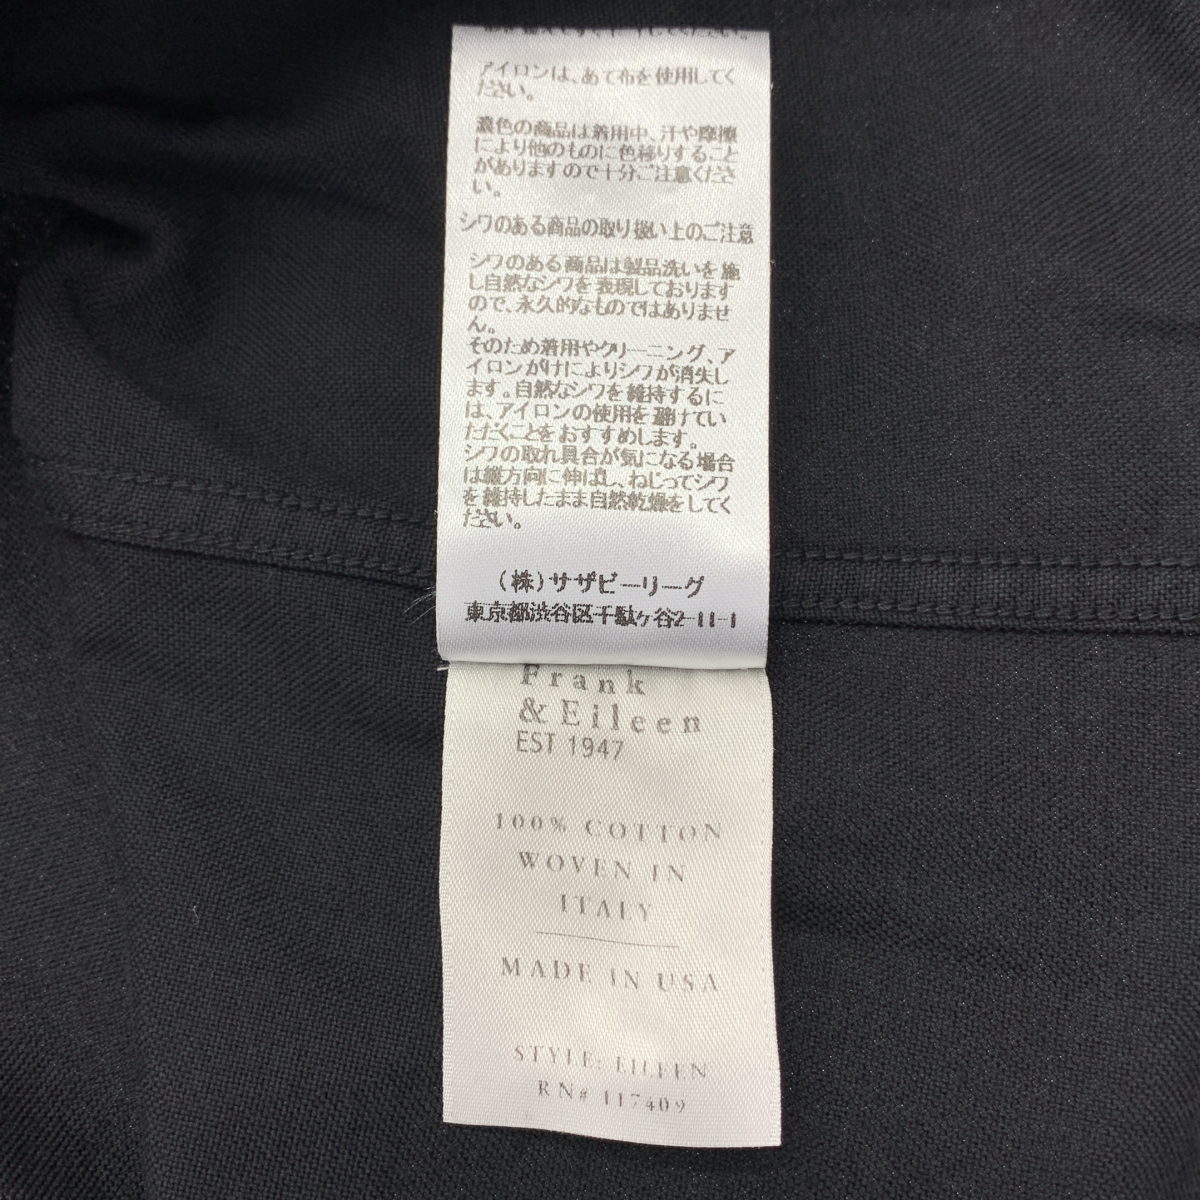 アイロンは、あて布を使用してく
ださい。
濃色の商品は着用中、汗や摩擦
により他のものに色移りすること
がありますので十分ご注意くださ
い。
シワのある商品の取り扱い上のご注意
シワのある商品は製品洗いを施
し自然なシワを表現しております
ので、永久的なものではありませ
ん。
そのため着用やクリーニング、ア
イロンがけによりシワが消失し
ます。自然なシワを維持するに
は、アイロンの使用を避けてい
ただくことをおすすめします。
シワの取れ具合が気になる場合
は縦方向に伸ばし、ねじってシワ
を維持したまま自然乾燥をしてく
ださい。
(株)サザビーリーグ
東京都渋谷区千駄ヶ谷2-11-1
Frank
& Eileen
EST 1947
100% COTTON
WOVEN IN
ITALY
MADE IN USA
STYLE: EILEEN
RN# 117409